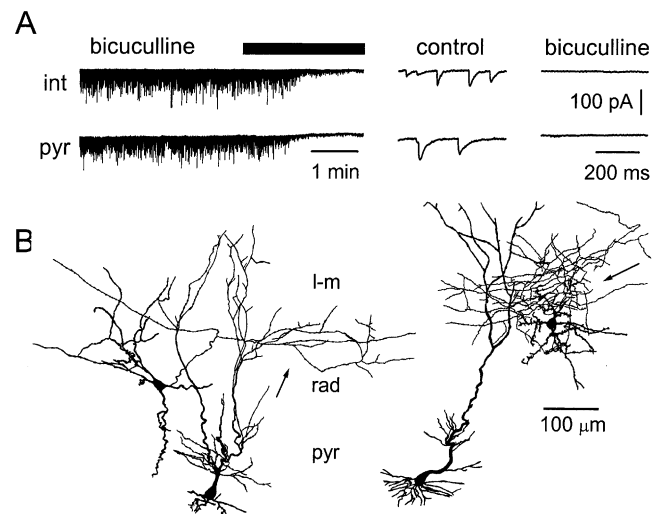 A
bicuculline control bicuculline
int
100 pA
pyr
1 min 200 ms
B
l-m
rad
100 μm
pyr